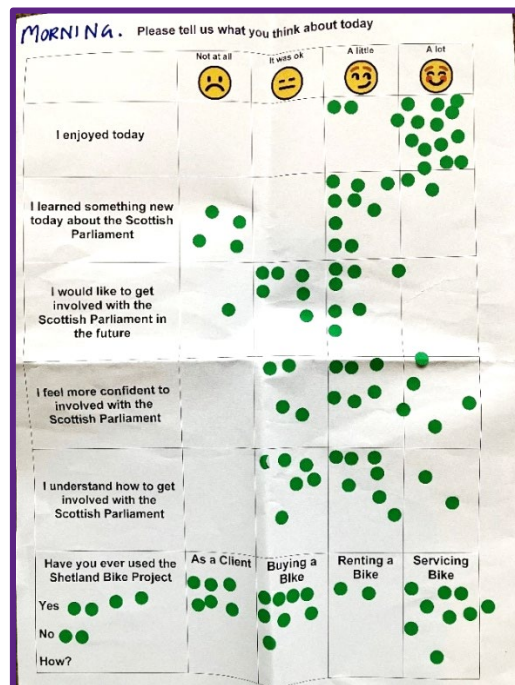 MORNING. Please tell us what you think about today
Not at all
It was ok
A little
A lot
I enjoyed today
I learned something new
today about the Scottish
Parliament
I would like to get
involved with the
Scottish Parliament in
the future
I feel more confident to
involved with the
Scottish Parliament
I understand how to get
involved with the
Scottish Parliament
Have you ever used the
Shetland Bike Project
Yes
No
How?
As a Client
Buying a
BIke
Renting a
Bike
Servicing
Bike